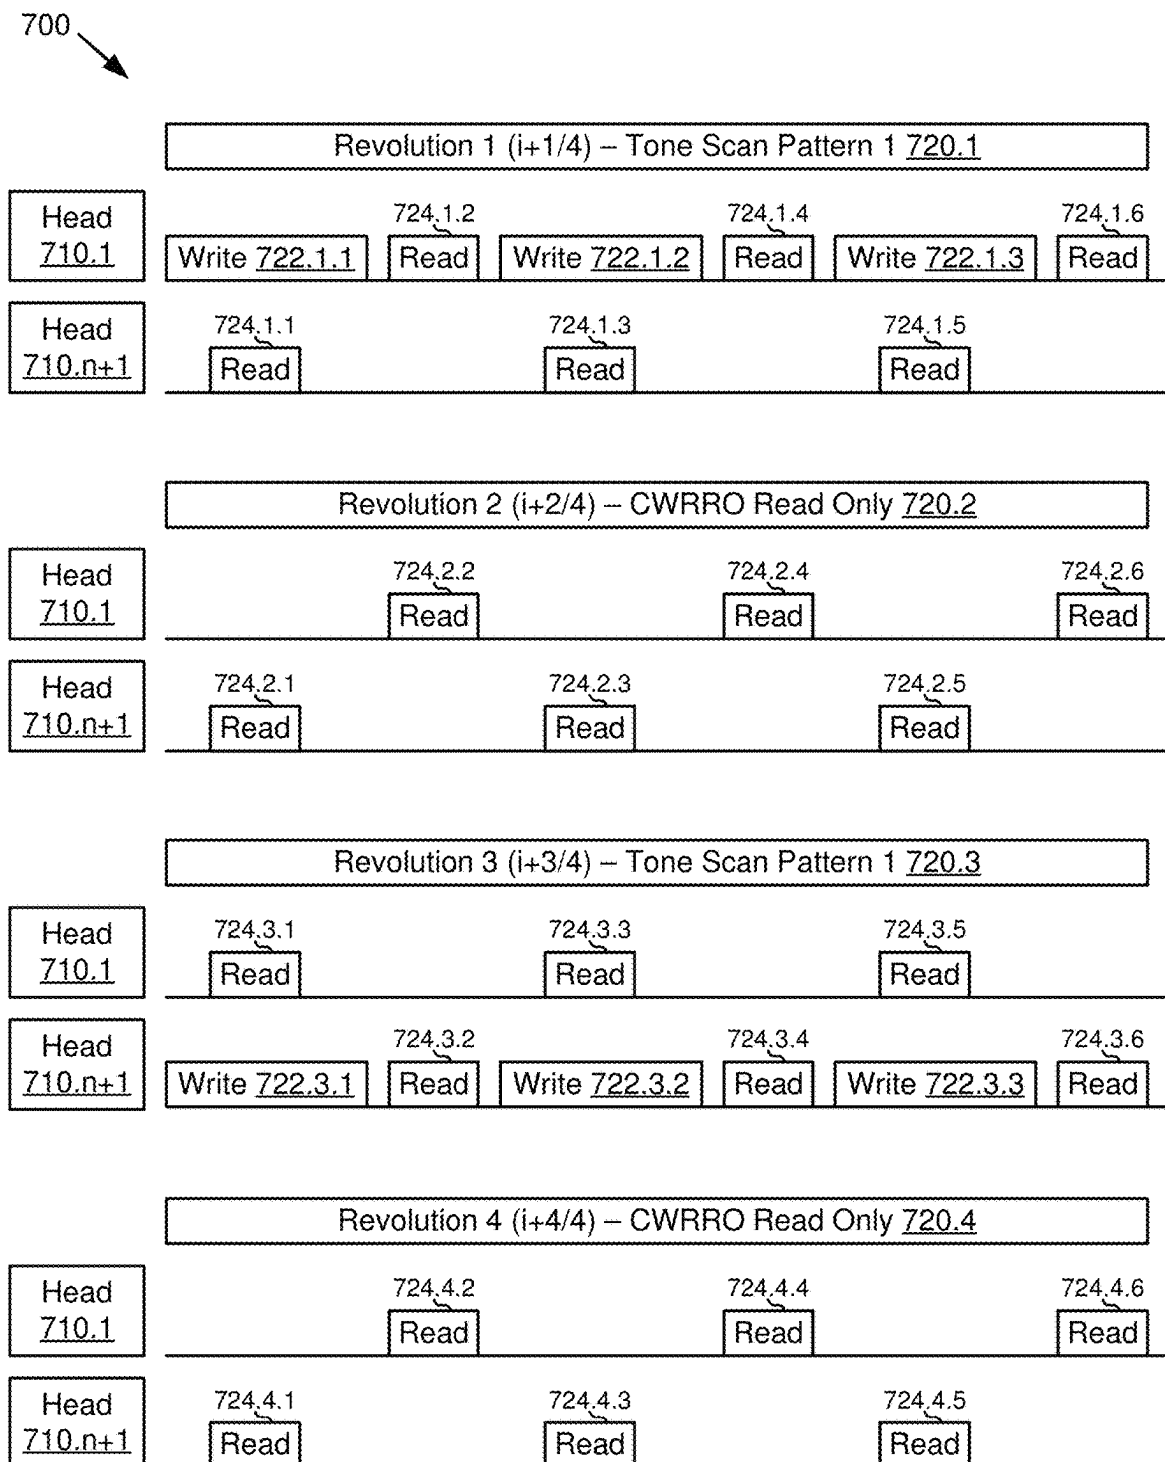 700
Revolution 1 (i+1/4) – Tone Scan Pattern 1 720.1
Head
710.1
724.1.2
724.1.4
724.1.6
Write 722.1.1
Read
Write 722.1.2
Read
Write 722.1.3
Read
Head
710.n+1
724.1.1
724.1.3
724.1.5
Read
Read
Read
Revolution 2 (i+2/4) – CWRRO Read Only 720.2
Head
710.1
724.2.2
724.2.4
724.2.6
Read
Read
Read
Head
710.n+1
724.2.1
724.2.3
724.2.5
Read
Read
Read
Revolution 3 (i+3/4) – Tone Scan Pattern 1 720.3
Head
710.1
724.3.1
724.3.3
724.3.5
Read
Read
Read
Head
710.n+1
724.3.2
724.3.4
724.3.6
Write 722.3.1
Read
Write 722.3.2
Read
Write 722.3.3
Read
Revolution 4 (i+4/4) – CWRRO Read Only 720.4
Head
710.1
724.4.2
724.4.4
724.4.6
Read
Read
Read
Head
710.n+1
724.4.1
724.4.3
724.4.5
Read
Read
Read